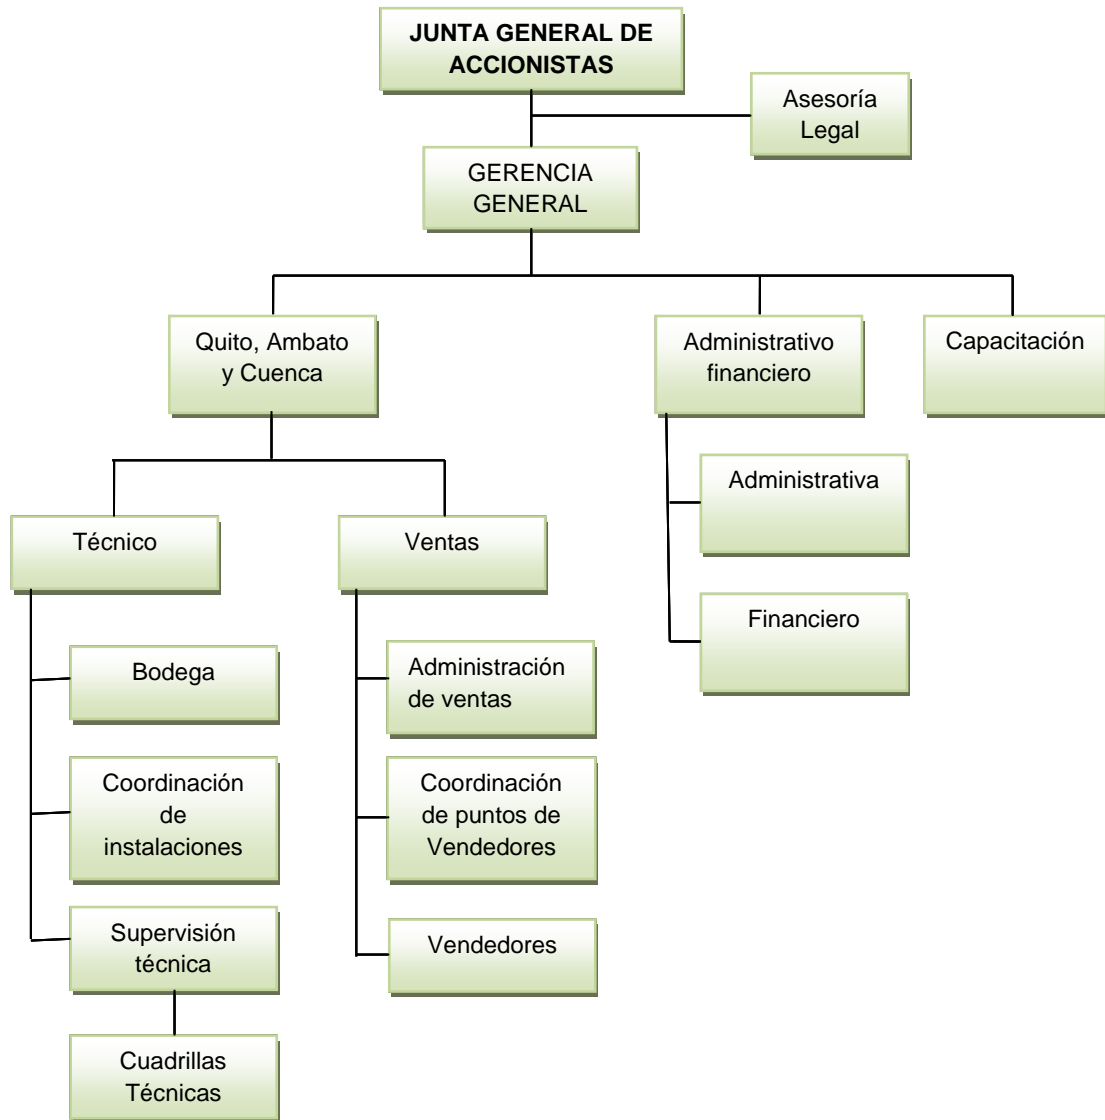 JUNTA GENERAL DE
ACCIONISTAS
Asesoría
Legal
GERENCIA
GENERAL
Quito, Ambato
y Cuenca
Administrativo
financiero
Capacitación
Administrativa
Financiero
Técnico
Ventas
Bodega
Coordinación
de
instalaciones
Supervisión
técnica
Cuadrillas
Técnicas
Administración
de ventas
Coordinación
de puntos de
Vendedores
Vendedores